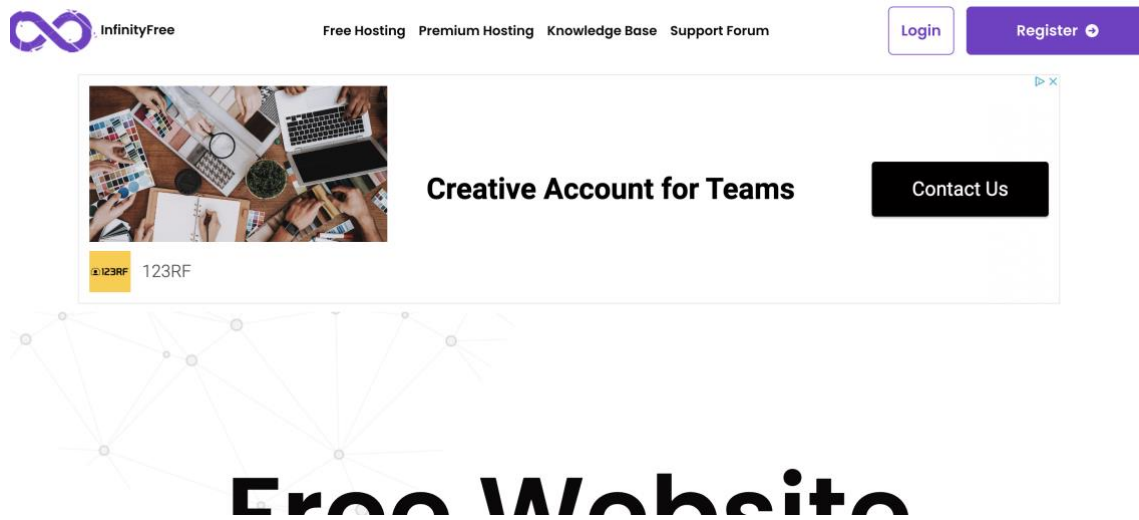 InfinityFree
Free Hosting Premium Hosting Knowledge Base Support Forum
Login
Register
Creative Account for Teams
Contact Us
123RF
123RF
Free Website